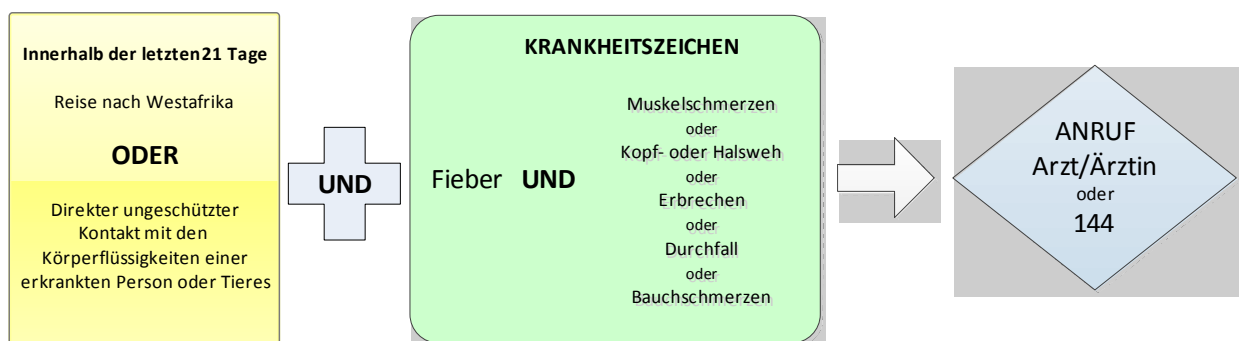 Innerhalb der letzten 21 Tage
Reise nach Westafrika
ODER
Direkter ungeschützter
Kontakt mit den
Körperflüssigkeiten einer
erkrankten Person oder Tieres
UND
KRANKHEITSZEICHEN
Fieber UND
Muskelschmerzen
oder
Kopf- oder Halsweh
oder
Erbrechen
oder
Durchfall
oder
Bauchschmerzen
ANRUF
Arzt/Ärztin
oder
144